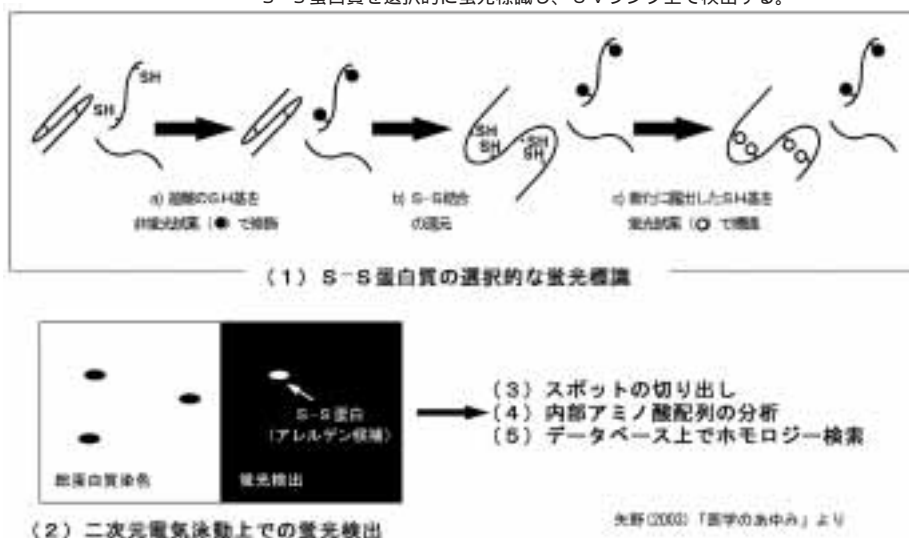 S-S蛋白質を選択的に蛍光標識し、UVランプ上で検出する。
SH
SH
SH
SH
SH
SH
a) 遊離のSH基を
非蛍光試薬(●で修飾
b) S-S結合
の還元
c) 新たに露出したSH基を
蛍光試薬(○で標識
(1) S-S蛋白質の選択的な蛍光標識
S-S蛋白
(アレルゲン候補)
総蛋白質染色
蛍光検出
(2) 二次元電気泳動上での蛍光検出
(3) スポットの切り出し
(4) 内部アミノ酸配列の分析
(5) データベース上でホモロジー検索
矢野(2003)「医学のあゆみ」より